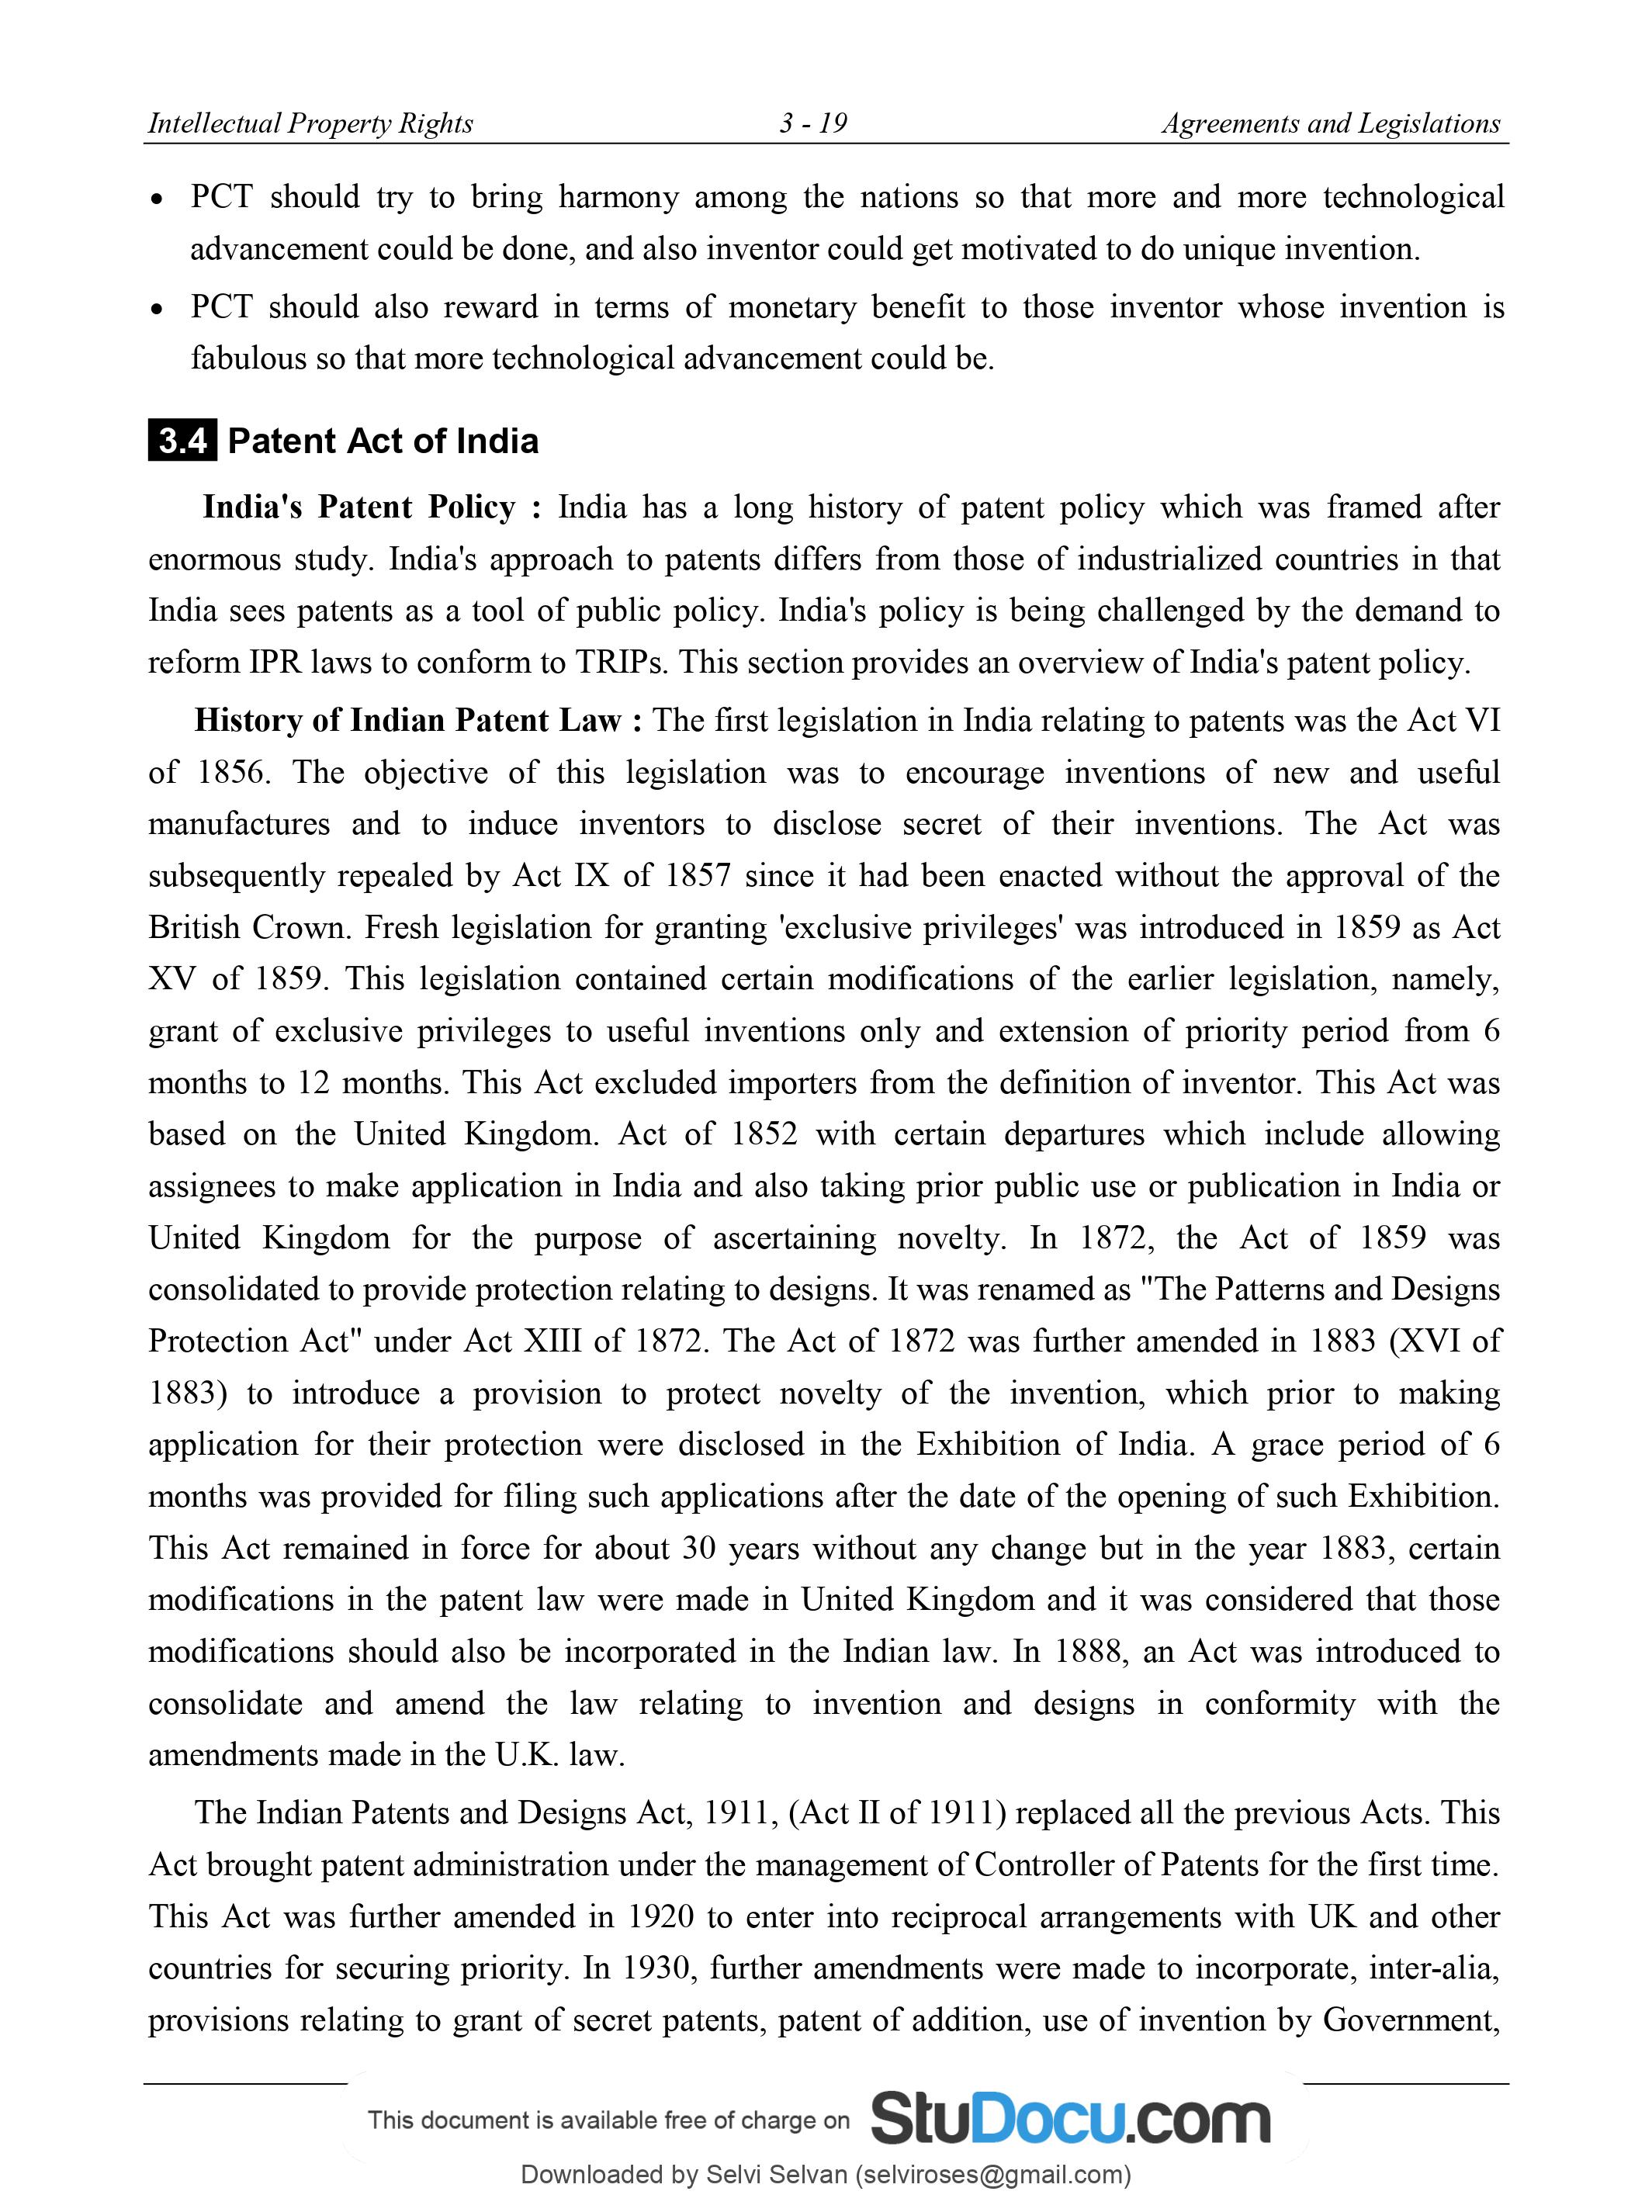 Intellectual Property Rights 3 - 19 Agreements and Legislations
• PCT should try to bring harmony among the nations so that more and more technological
advancement could be done, and also inventor could get motivated to do unique invention.
• PCT should also reward in terms of monetary benefit to those inventor whose invention is
fabulous so that more technological advancement could be.
3.4 Patent Act of India
India's Patent Policy : India has a long history of patent policy which was framed after
enormous study. India's approach to patents differs from those of industrialized countries in that
India sees patents as a tool of public policy. India's policy is being challenged by the demand to
reform IPR laws to conform to TRIPs. This section provides an overview of India's patent policy.
History of Indian Patent Law : The first legislation in India relating to patents was the Act VI
of 1856. The objective of this legislation was to encourage inventions of new and useful
manufactures and to induce inventors to disclose secret of their inventions. The Act was
subsequently repealed by Act IX of 1857 since it had been enacted without the approval of the
British Crown. Fresh legislation for granting 'exclusive privileges' was introduced in 1859 as Act
XV of 1859. This legislation contained certain modifications of the earlier legislation, namely,
grant of exclusive privileges to useful inventions only and extension of priority period from 6
months to 12 months. This Act excluded importers from the definition of inventor. This Act was
based on the United Kingdom. Act of 1852 with certain departures which include allowing
assignees to make application in India and also taking prior public use or publication in India or
United Kingdom for the purpose of ascertaining novelty. In 1872, the Act of 1859 was
consolidated to provide protection relating to designs. It was renamed as "The Patterns and Designs
Protection Act" under Act XIII of 1872. The Act of 1872 was further amended in 1883 (XVI of
1883) to introduce a provision to protect novelty of the invention, which prior to making
application for their protection were disclosed in the Exhibition of India. A grace period of 6
months was provided for filing such applications after the date of the opening of such Exhibition.
This Act remained in force for about 30 years without any change but in the year 1883, certain
modifications in the patent law were made in United Kingdom and it was considered that those
modifications should also be incorporated in the Indian law. In 1888, an Act was introduced to
consolidate and amend the law relating to invention and designs in conformity with the
amendments made in the U.K. law.
The Indian Patents and Designs Act, 1911, (Act II of 1911) replaced all the previous Acts. This
Act brought patent administration under the management of Controller of Patents for the first time.
This Act was further amended in 1920 to enter into reciprocal arrangements with UK and other
countries for securing priority. In 1930, further amendments were made to incorporate, inter-alia,
provisions relating to grant of secret patents, patent of addition, use of invention by Government,
This document is available free of charge on StuDocu.com
Downloaded by Selvi Selvan (selviroses@gmail.com)